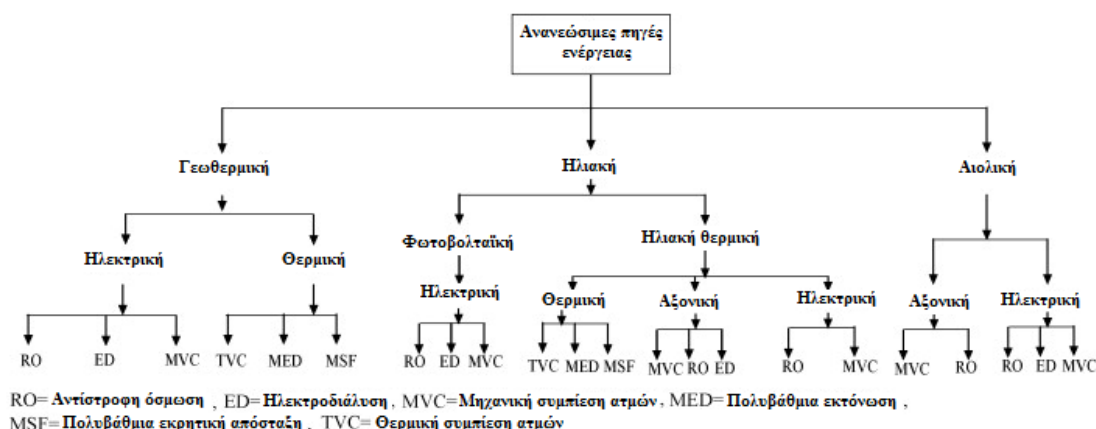 Ανανεώσιμες πηγές
ενέργειας
Γεωθερμική Ηλιακή Αιολική
Φωτοβολταϊκή Ηλιακή θερμική
Ηλεκτρική Θερμική
Ηλεκτρική Θερμική Αξονική Ηλεκτρική Αξονική Ηλεκτρική
RO ED MVC TVC MED MSF RO ED MVC TVC MED MSF MVC RO ED RO MVC MVC RO RO ED MVC
RO= Αντίστροφη όσμωση , ED=Ηλεκτροδιάλυση, MVC=Μηχανική συμπίεση ατμών, MED=Πολυβάθμια εκτόνωση ,
MSF=Πολυβάθμια εκρητική απόσταξη , TVC= Θερμική συμπίεση ατμών